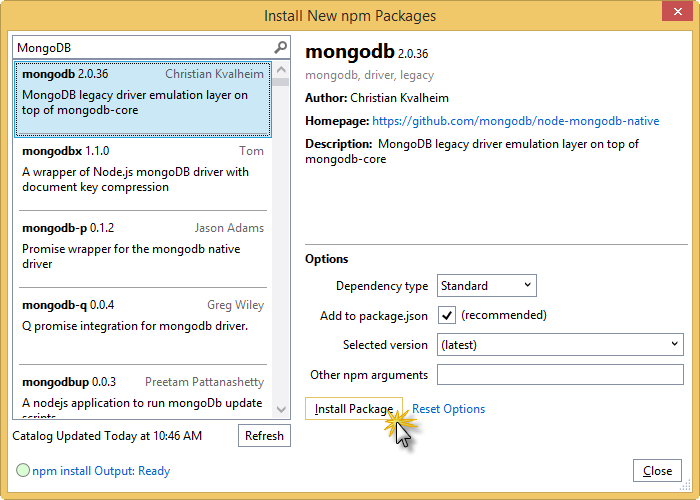 Install New npm Packages
MongoDB
mongodb 2.0.36 Christian Kvalheim
MongoDB legacy driver emulation layer on
top of mongodb-core
mongodbx 1.1.0 Tom
A wrapper of Node.js mongoDB driver with
document key compression
mongodb-p 0.1.2 Jason Adams
Promise wrapper for the mongodb native
driver
mongodb-q 0.0.4 Greg Wiley
Q promise integration for mongodb driver.
mongodbup 0.0.3 Preetam Pattanashetty
A nodejs application to run mongoDb update
scripts
Catalog Updated Today at 10:46 AM Refresh
npm install Output: Ready
mongodb 2.0.36
mongodb, driver, legacy
Author: Christian Kvalheim
Homepage: https://github.com/mongodb/node-mongodb-native
Description: MongoDB legacy driver emulation layer on top of
mongodb-core
Options
Dependency type Standard
Add to package.json (recommended)
Selected version (latest)
Other npm arguments
Install Package Reset Options
Close